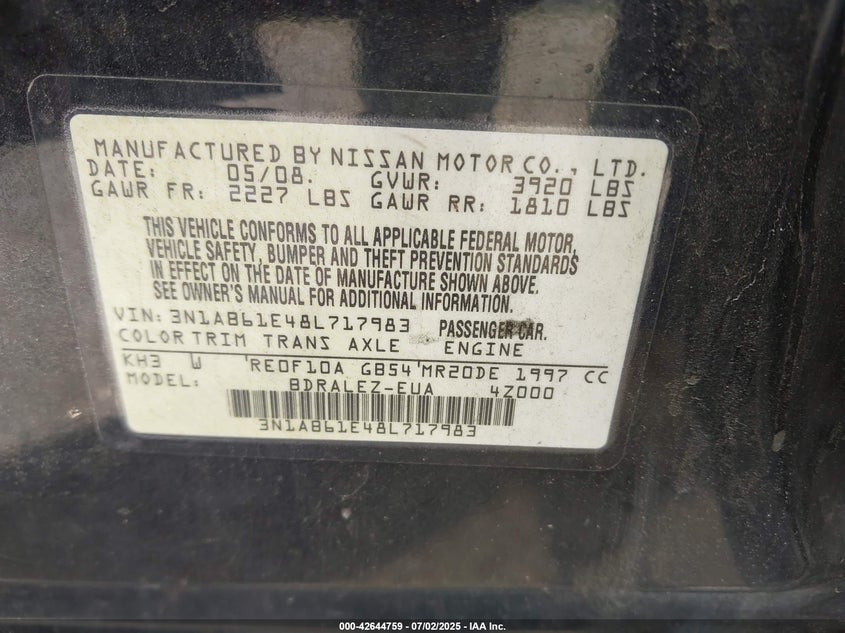 MANUFACTURED BY NISSAN MOTOR CO., LTD.
DATE: 05/08. GVWR: 3920 LBS
GAWR FR: 2227 LBS GAWR RR: 1810 LBS
THIS VEHICLE CONFORMS TO ALL APPLICABLE FEDERAL MOTOR
VEHICLE SAFETY, BUMPER AND THEFT PREVENTION STANDARDS
IN EFFECT ON THE DATE OF MANUFACTURE SHOWN ABOVE.
SEE OWNER'S MANUAL FOR ADDITIONAL INFORMATION.
VIN: 3N1AB61E48L717983 PASSENGER CAR.
COLOR TRIM TRANS AXLE ENGINE
KH3 W 'RE0F10A GB54'MR20DE 1997 CC
MODEL: BDRALEZ-EUA 4Z000
3N1AB61E48L717983
000-42644759 - 07/02/2025 - IAA Inc.